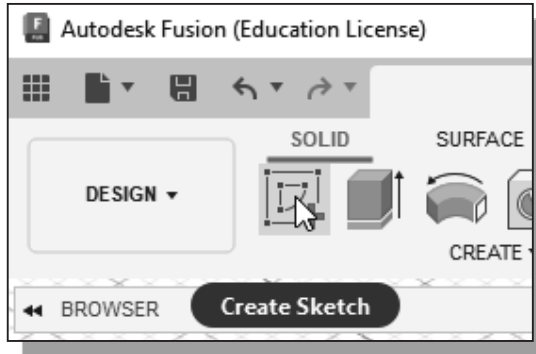 Autodesk Fusion (Education License)
SOLID SURFACE
DESIGN
CREATE
BROWSER Create Sketch